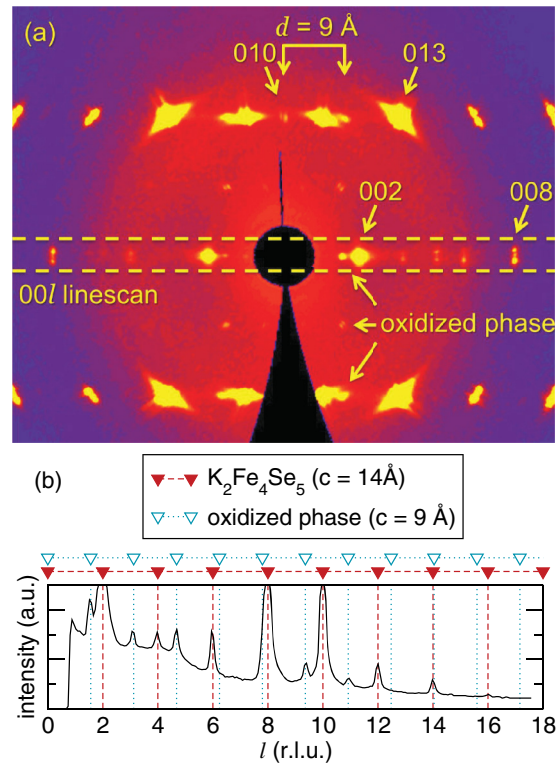 (a)
d = 9 Å
010
013
002
008
00l linescan
oxidized phase
(b)
K2Fe4Se5 (c = 14Å)
oxidized phase (c = 9 Å)
intensity (a.u.)
0 2 4 6 8 10 12 14 16 18
l (r.l.u.)